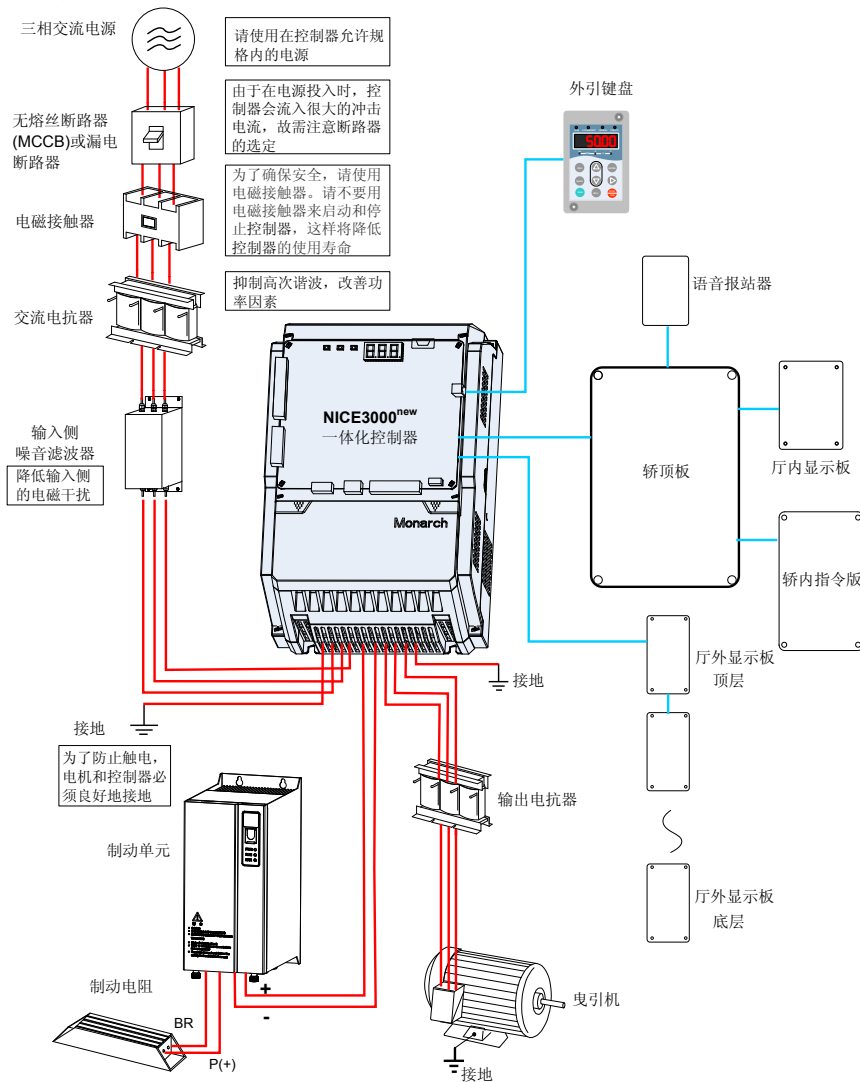 三相交流电源
请使用在控制器允许规
格内的电源
无熔丝断路器
(MCCB)或漏电
断路器
由于在电源投入时，控
制器会流入很大的冲击
电流，故需注意断路器
的选定
外引键盘
5000
电磁接触器
为了确保安全，请使用
电磁接触器。请不要用
电磁接触器来启动和停
止控制器，这样将降低
控制器的使用寿命
交流电抗器
抑制高次谐波，改善功
率因素
语音报站器
输入侧
噪音滤波器
降低输入侧
的电磁干扰
NICE3000new
一体化控制器
Monarch
轿顶板
厅内显示板
轿内指令版
厅外显示板
顶层
接地
接地
为了防止触电，
电机和控制器必
须良好地接地
输出电抗器
制动单元
厅外显示板
底层
制动电阻
+
-
BR
P(+)
曳引机
接地